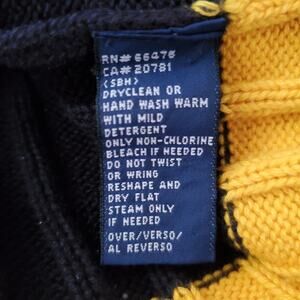 RN# 66476
CA# 20781
<SBH>
DRYCLEAN OR
HAND WASH WARM
WITH MILD
DETERGENT
ONLY NON-CHLORINE
BLEACH IF NEEDED
DO NOT TWIST
OR WRING
RESHAPE AND
DRY FLAT
STEAM ONLY
IF NEEDED
OVER/VERSO/
AL REVERSO